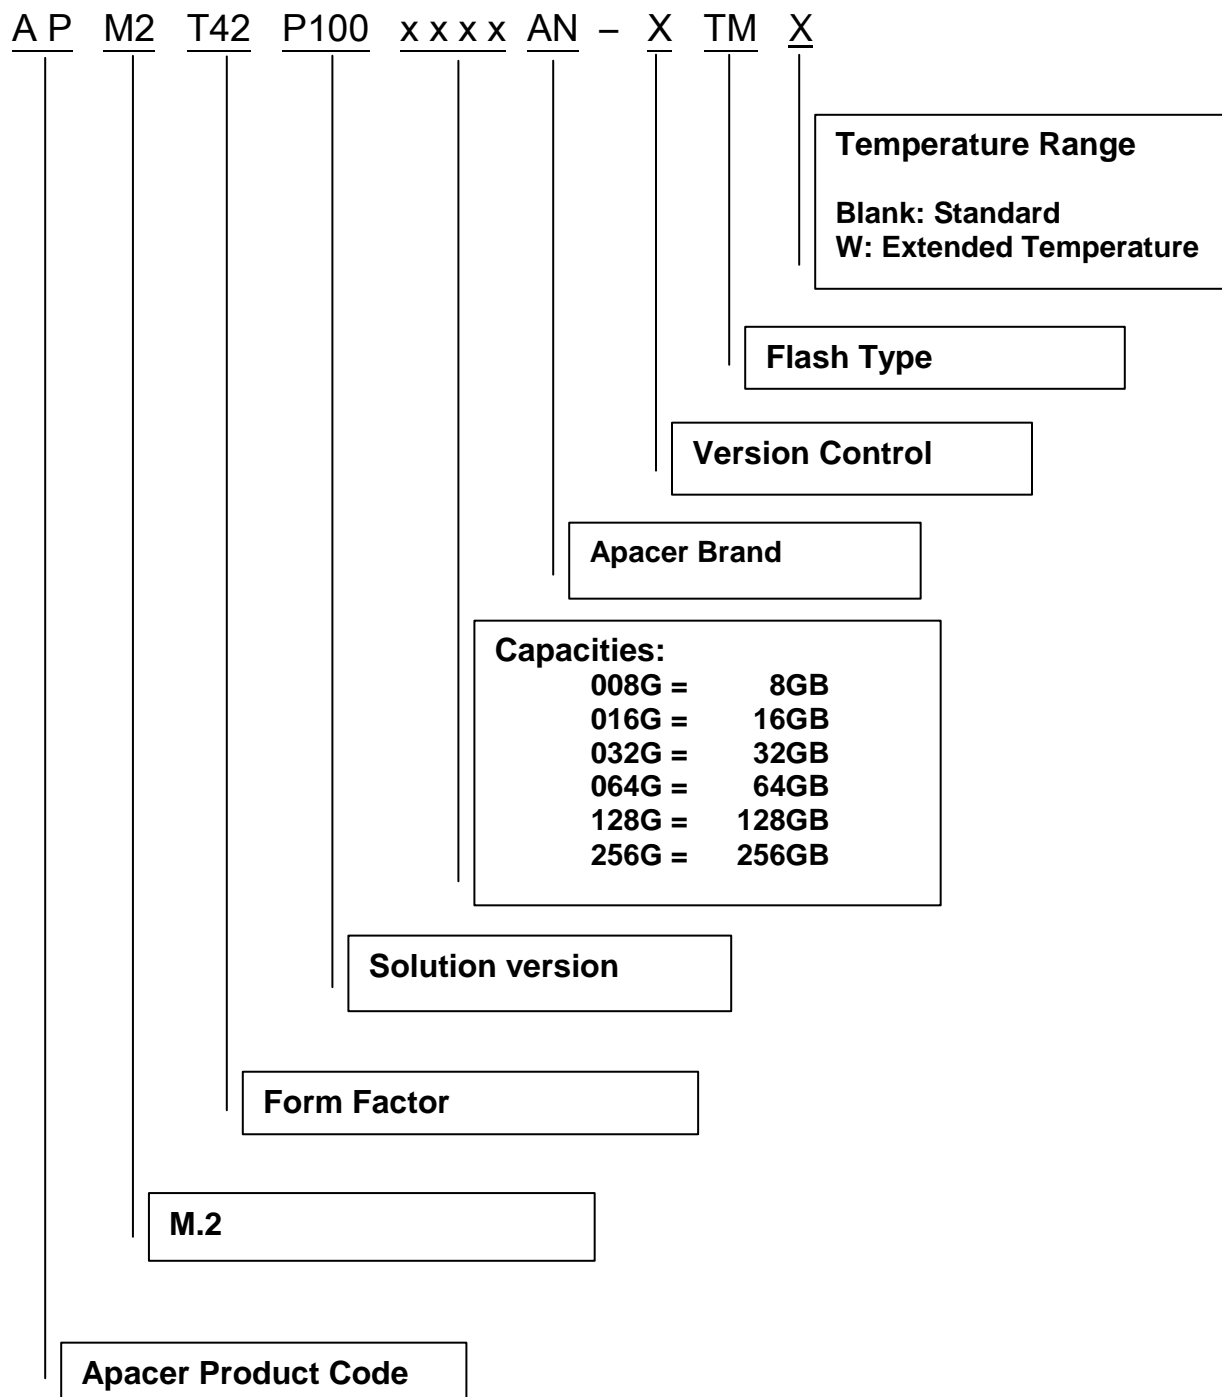 A P M2 T42 P100 x x x x AN – X TM X
Temperature Range
Blank: Standard
W: Extended Temperature
Flash Type
Version Control
Apacer Brand
Capacities:
008G = 8GB
016G = 16GB
032G = 32GB
064G = 64GB
128G = 128GB
256G = 256GB
Solution version
Form Factor
M.2
Apacer Product Code